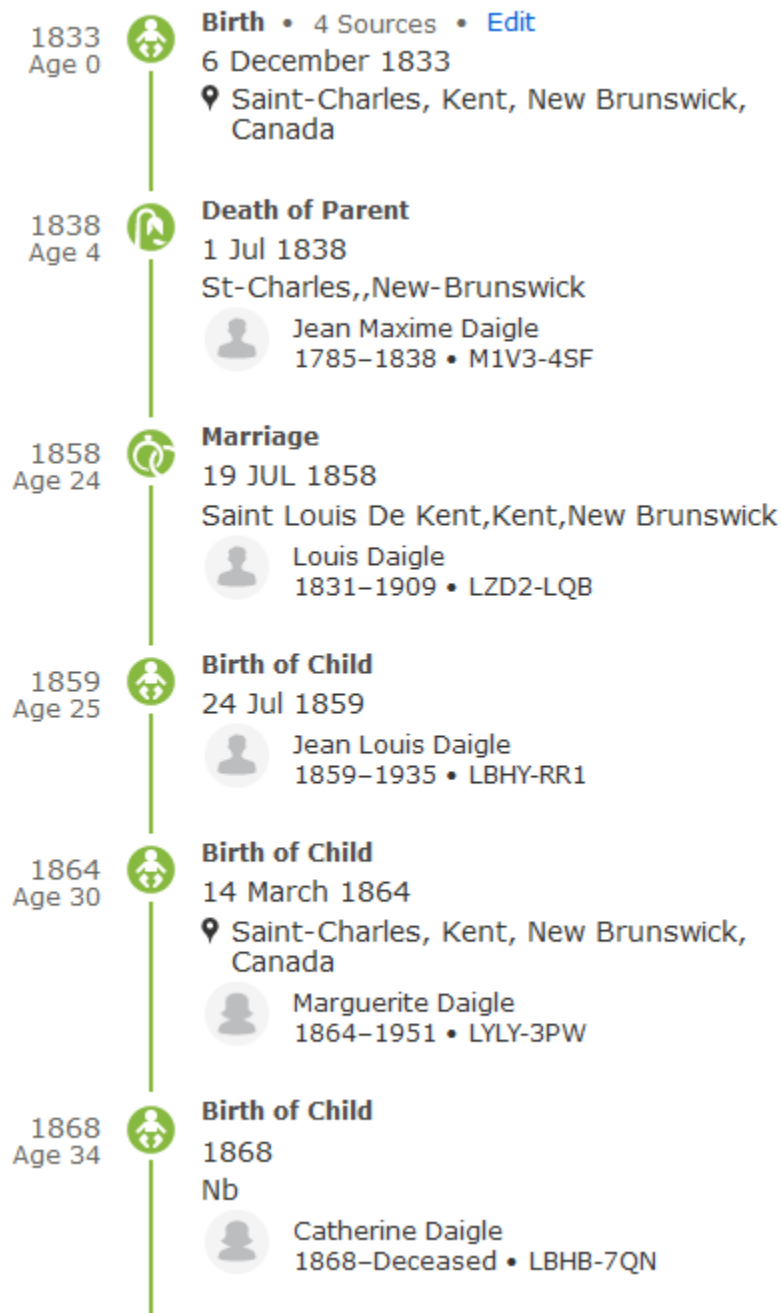 1833
Age 0
Birth • 4 Sources • Edit
6 December 1833
Saint-Charles, Kent, New Brunswick,
Canada
1838
Age 4
Death of Parent
1 Jul 1838
St-Charles,,New-Brunswick
Jean Maxime Daigle
1785–1838 • M1V3-4SF
1858
Age 24
Marriage
19 JUL 1858
Saint Louis De Kent,Kent,New Brunswick
Louis Daigle
1831–1909 • LZD2-LQB
1859
Age 25
Birth of Child
24 Jul 1859
Jean Louis Daigle
1859–1935 • LBHY-RR1
1864
Age 30
Birth of Child
14 March 1864
Saint-Charles, Kent, New Brunswick,
Canada
Marguerite Daigle
1864–1951 • LYLY-3PW
1868
Age 34
Birth of Child
1868
Nb
Catherine Daigle
1868–Deceased • LBHB-7QN